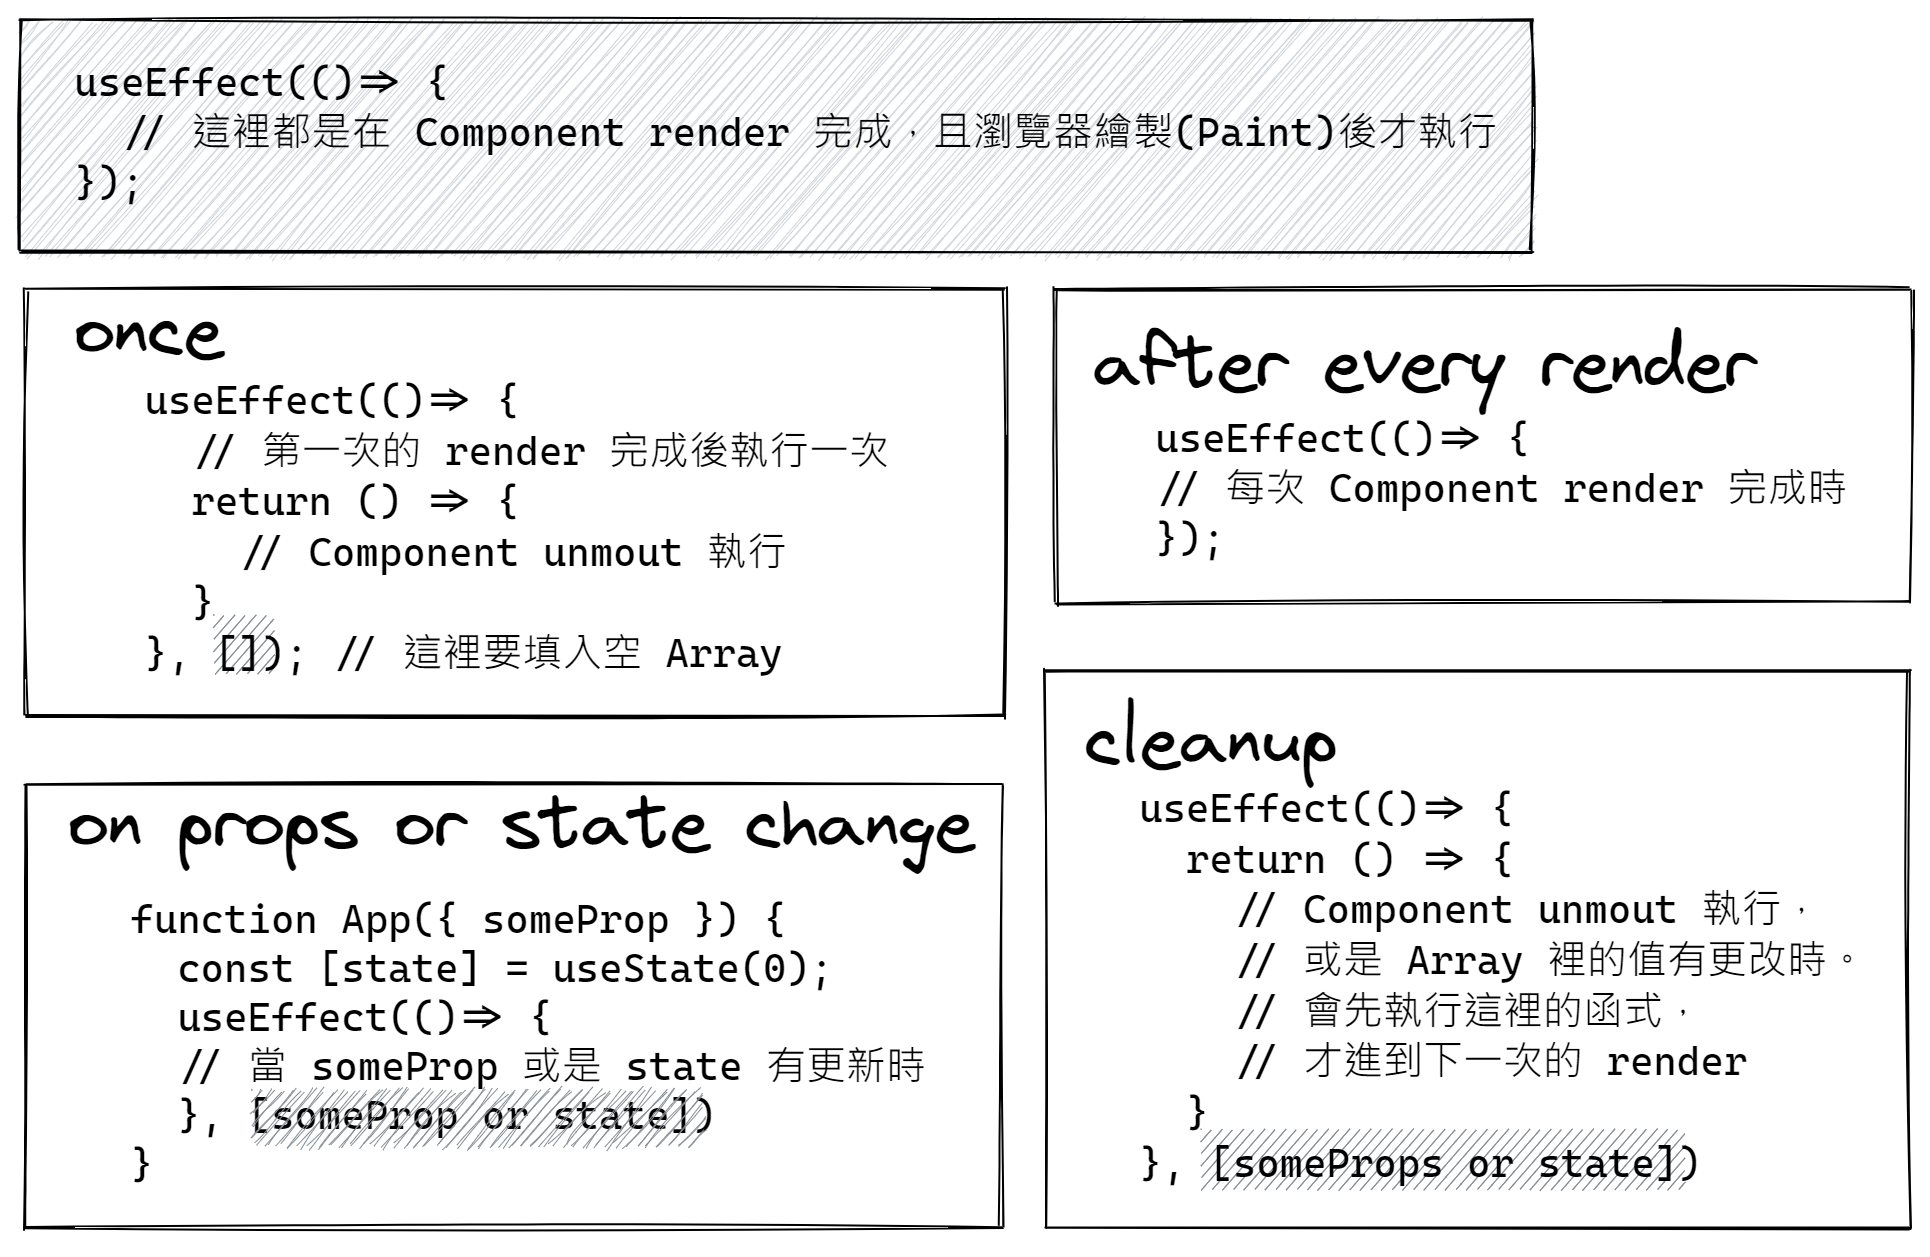 useEffect(()=> {
// 這裡都是在 Component render 完成，且瀏覽器繪製(Paint)後才執行
});
once
useEffect(()=> {
// 第一次的 render 完成後執行一次
return () => {
// Component unmout 執行
}
}, []); // 這裡要填入空 Array
after every render
useEffect(()=> {
// 每次 Component render 完成時
});
on props or state change
function App({ someProp }) {
const [state] = useState(0);
useEffect(()=> {
// 當 someProp 或是 state 有更新時
}, [someProp or state])
}
cleanup
useEffect(()=> {
return () => {
// Component unmout 執行，
// 或是 Array 裡的值有更改時。
// 會先執行這裡的函式，
// 才進到下一次的 render
}
}, [someProps or state])